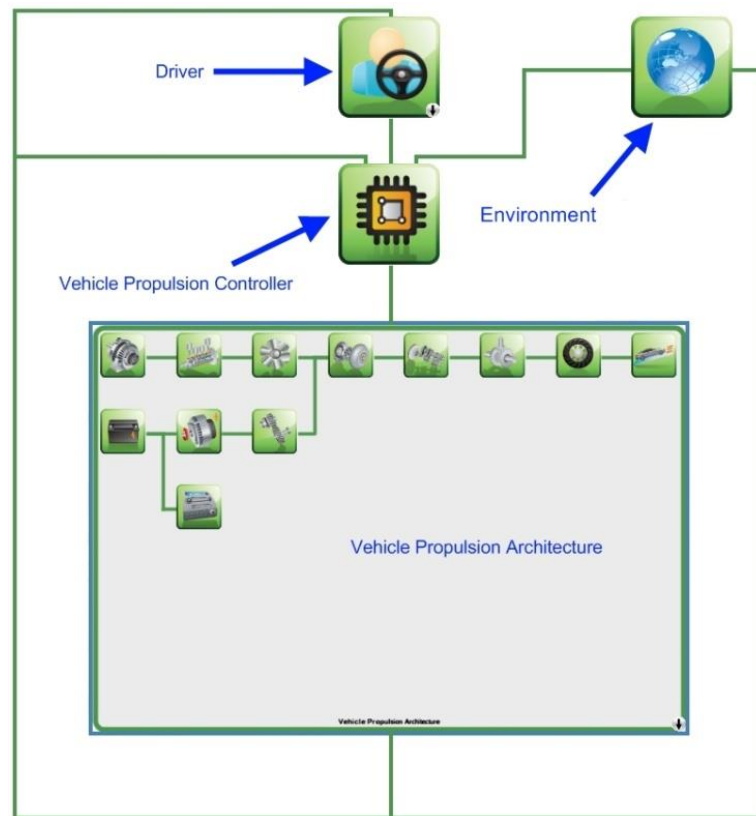 Driver
Environment
Vehicle Propulsion Controller
Vehicle Propulsion Architecture
Vehicle Propulsion Architecture